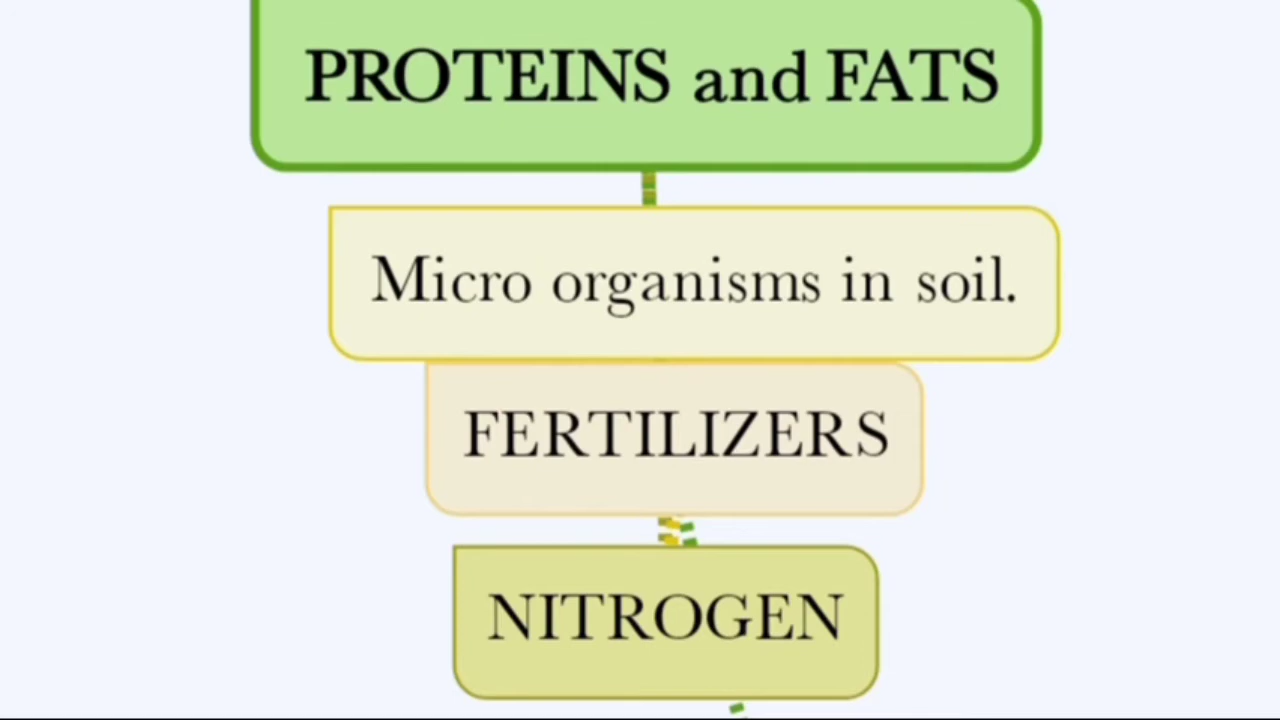 PROTEINS and FATS
Micro organisms in soil.
FERTILIZERS
NITROGEN